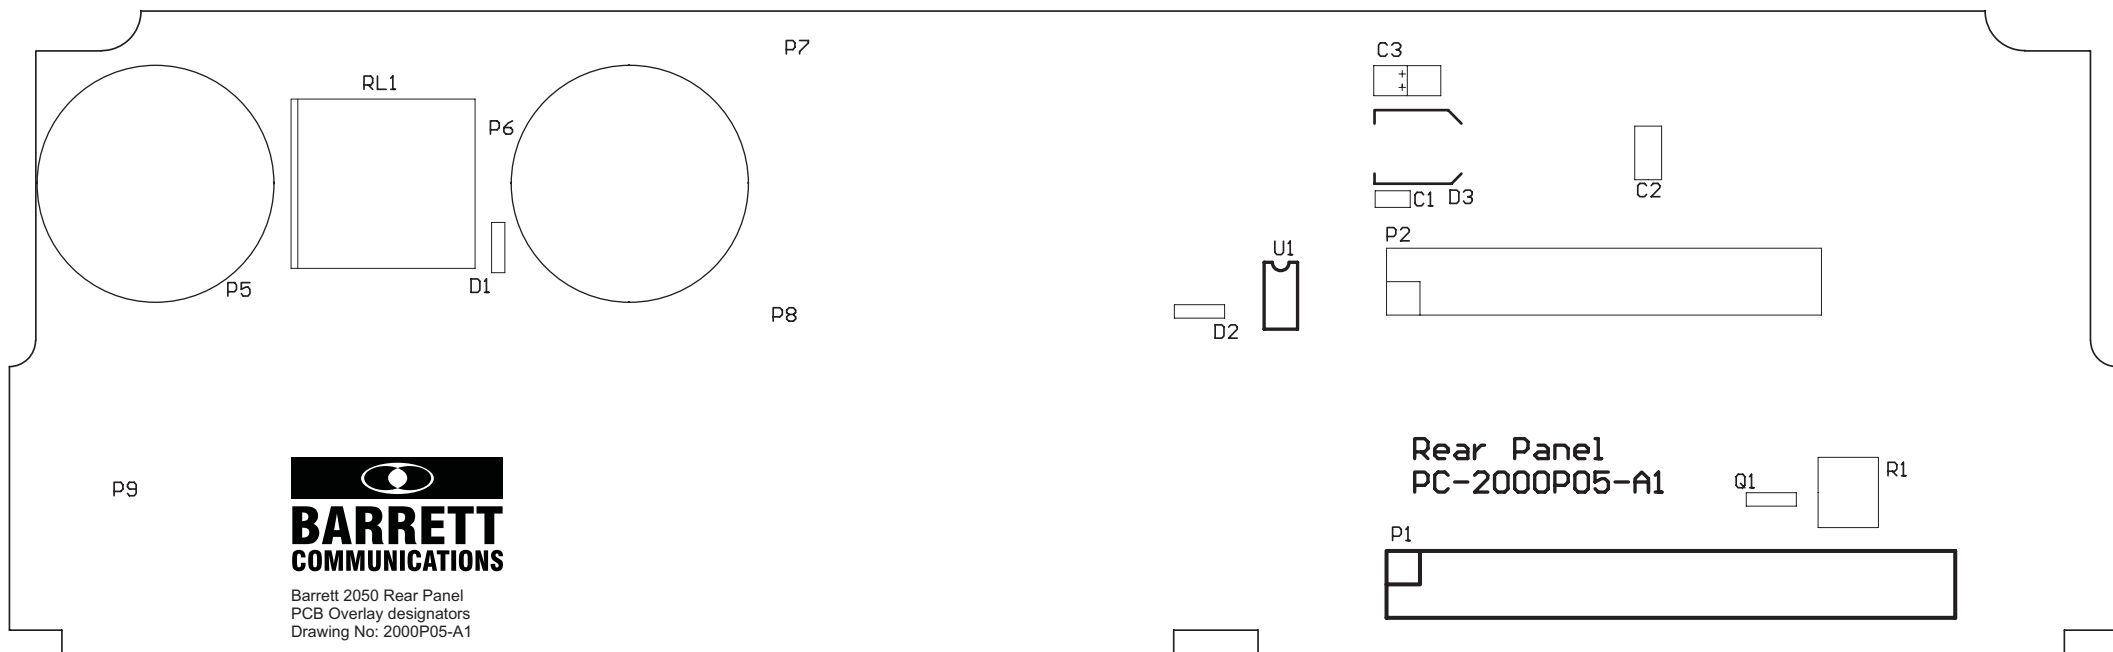 P7
C3
RL1
P6
C2
C1 D3
P2
U1
D1
P5
P8
D2
Rear Panel
PC-2000P05-A1
R1
Q1
P9
P1
BARRETT
COMMUNICATIONS
Barrett 2050 Rear Panel
PCB Overlay designators
Drawing No: 2000P05-A1